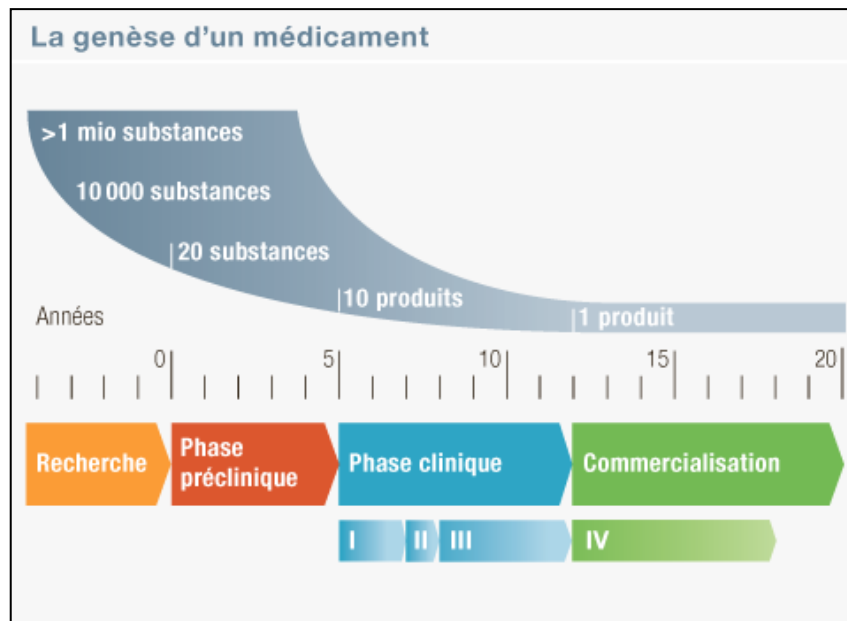 La genèse d'un médicament
>1 mio substances
10 000 substances
20 substances
10 produits
1 produit
Années
0 5 10 15 20
Recherche
Phase
préclinique
Phase clinique
Commercialisation
I II III IV